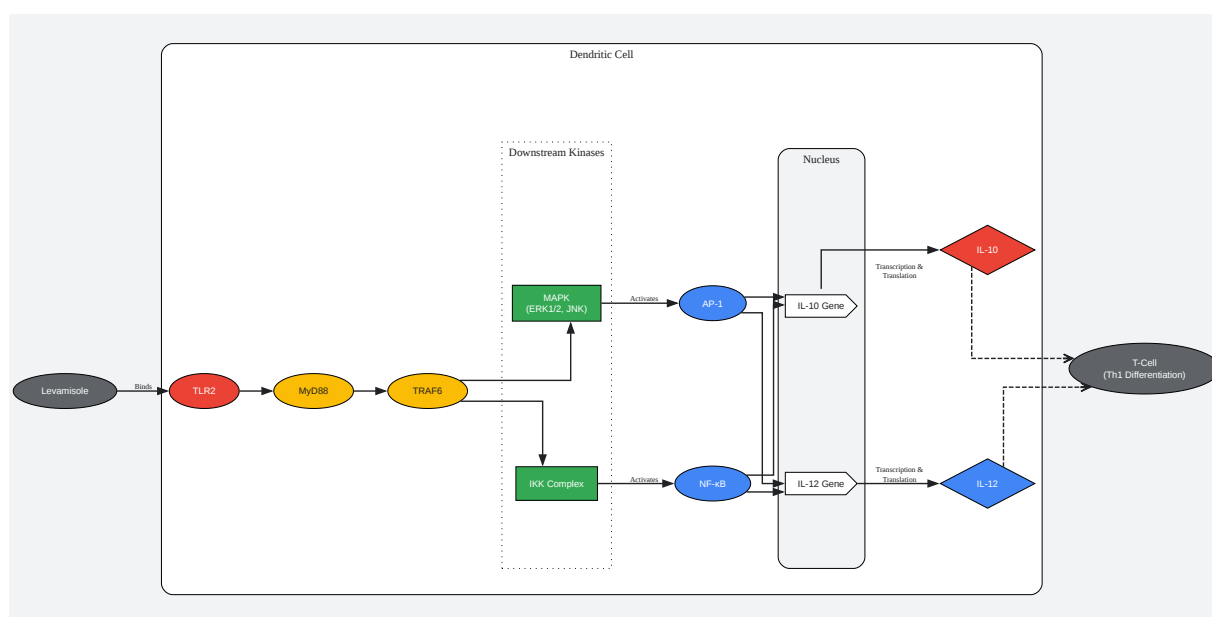 Dendritic Cell
Downstream Kinases
Nucleus
IL-10
Transcription &
Translation
MAPK
(ERK1/2, JNK)
Activates
AP-1
IL-10 Gene
T-Cell
(Th1 Differentiation)
Levamisole
Binds
TLR2
MyD88
TRAF6
IKK Complex
Activates
NF-κB
IL-12 Gene
Transcription &
Translation
IL-12